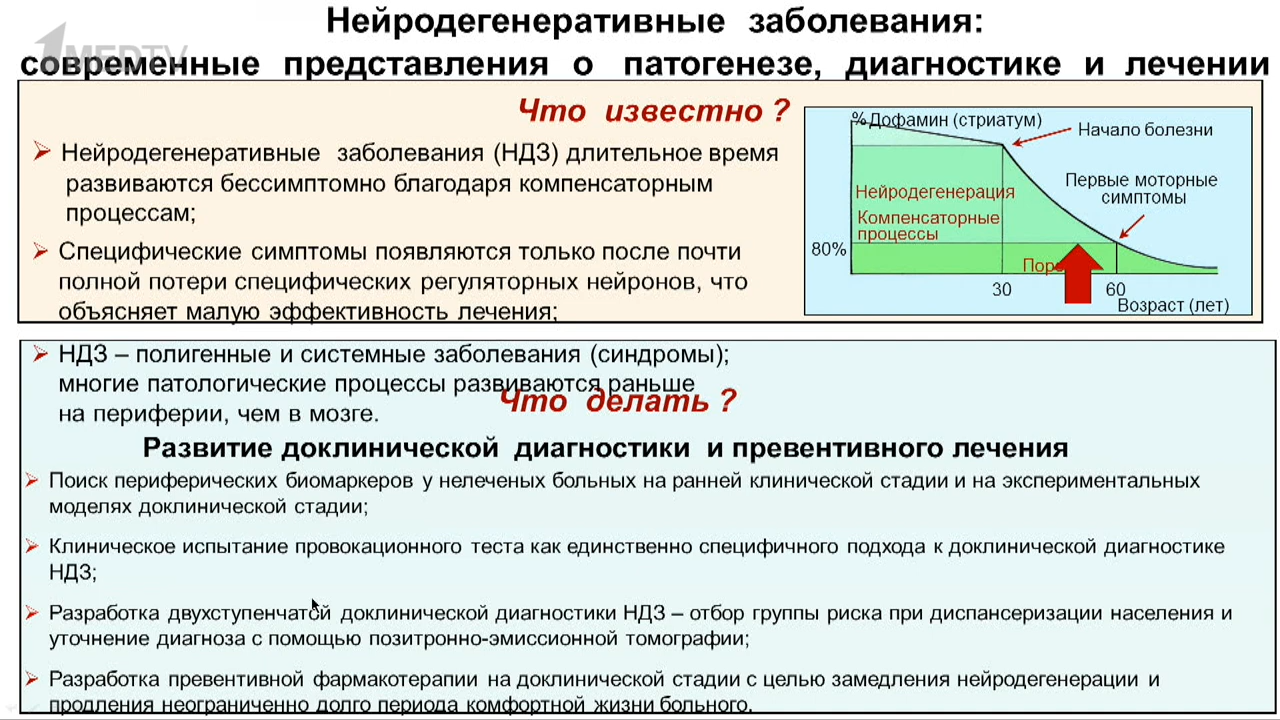 1MEDTV
Нейродегенеративные заболевания:
современные представления о патогенезе, диагностике и лечении
Что известно ?
Нейродегенеративные заболевания (НДЗ) длительное время
развиваются бессимптомно благодаря компенсаторным
процессам;
Специфические симптомы появляются только после почти
полной потери специфических регуляторных нейронов, что
объясняет малую эффективность лечения;
% Дофамин (стриатум)
Начало болезни
Первые моторные
симптомы
Нейродегенерация
Компенсаторные
процессы
80%
30
60
Возраст (лет)
НДЗ – полигенные и системные заболевания (синдромы);
многие патологические процессы развиваются раньше
на периферии, чем в мозге.
Что делать ?
Развитие доклинической диагностики и превентивного лечения
Поиск периферических биомаркеров у нелеченых больных на ранней клинической стадии и на экспериментальных
моделях доклинической стадии;
Клиническое испытание провокационного теста как единственно специфичного подхода к доклинической диагностике
НДЗ;
Разработка двухступенчатой доклинической диагностики НДЗ – отбор группы риска при диспансеризации населения и
уточнение диагноза с помощью позитронно-эмиссионной томографии;
Разработка превентивной фармакотерапии на доклинической стадии с целью замедления нейродегенерации и
продления неограниченно долго периода комфортной жизни больного.